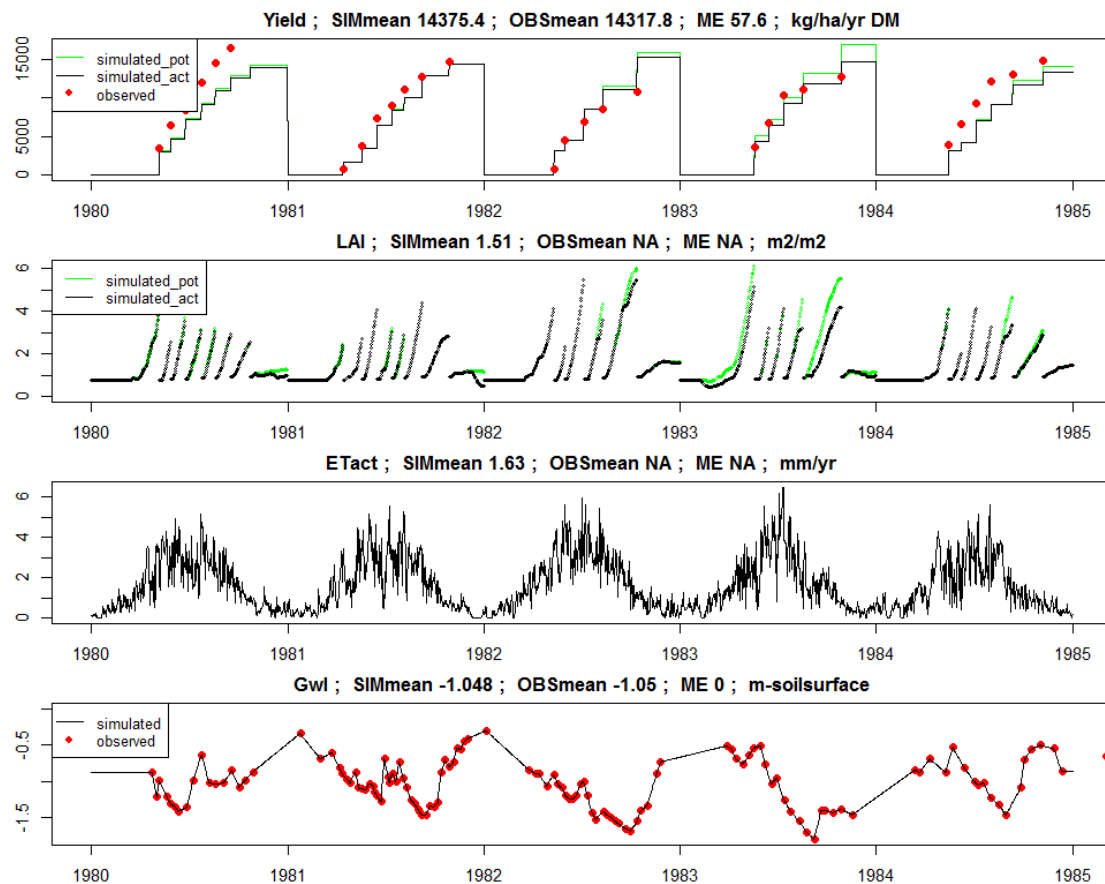 Yield ; SIMmean 14375.4 ; OBSmean 14317.8 ; ME 57.6 ; kg/ha/yr DM
simulated_pot
simulated_act
observed
15000
5000
0
1980 1981 1982 1983 1984 1985
LAI ; SIMmean 1.51 ; OBSmean NA ; ME NA ; m2/m2
simulated_pot
simulated_act
6
4
2
0
1980 1981 1982 1983 1984 1985
ETact ; SIMmean 1.63 ; OBSmean NA ; ME NA ; mm/yr
6
4
2
0
1980 1981 1982 1983 1984 1985
Gwl ; SIMmean -1.048 ; OBSmean -1.05 ; ME 0 ; m-soilsurface
simulated
observed
-0.5
-1.5
1980 1981 1982 1983 1984 1985